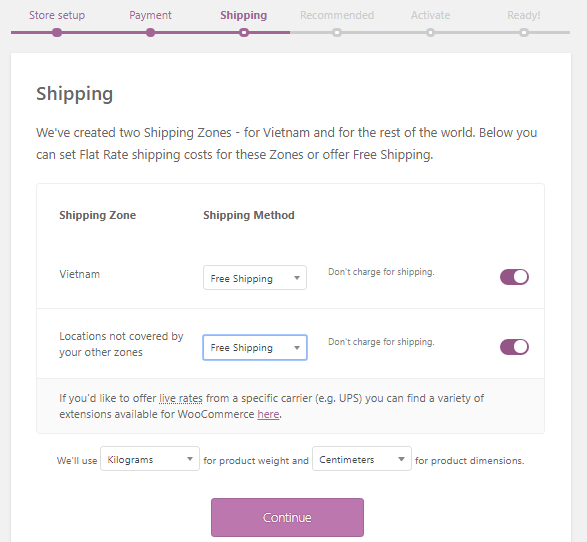 Store setup Payment Shipping Recommended Activate Ready!
Shipping
We've created two Shipping Zones - for Vietnam and for the rest of the world. Below you
can set Flat Rate shipping costs for these Zones or offer Free Shipping.
Shipping Zone Shipping Method
Vietnam Free Shipping Don't charge for shipping.
Locations not covered by
your other zones Free Shipping Don't charge for shipping.
If you'd like to offer live rates from a specific carrier (e.g. UPS) you can find a variety of
extensions available for WooCommerce here.
We'll use Kilograms for product weight and Centimeters for product dimensions.
Continue